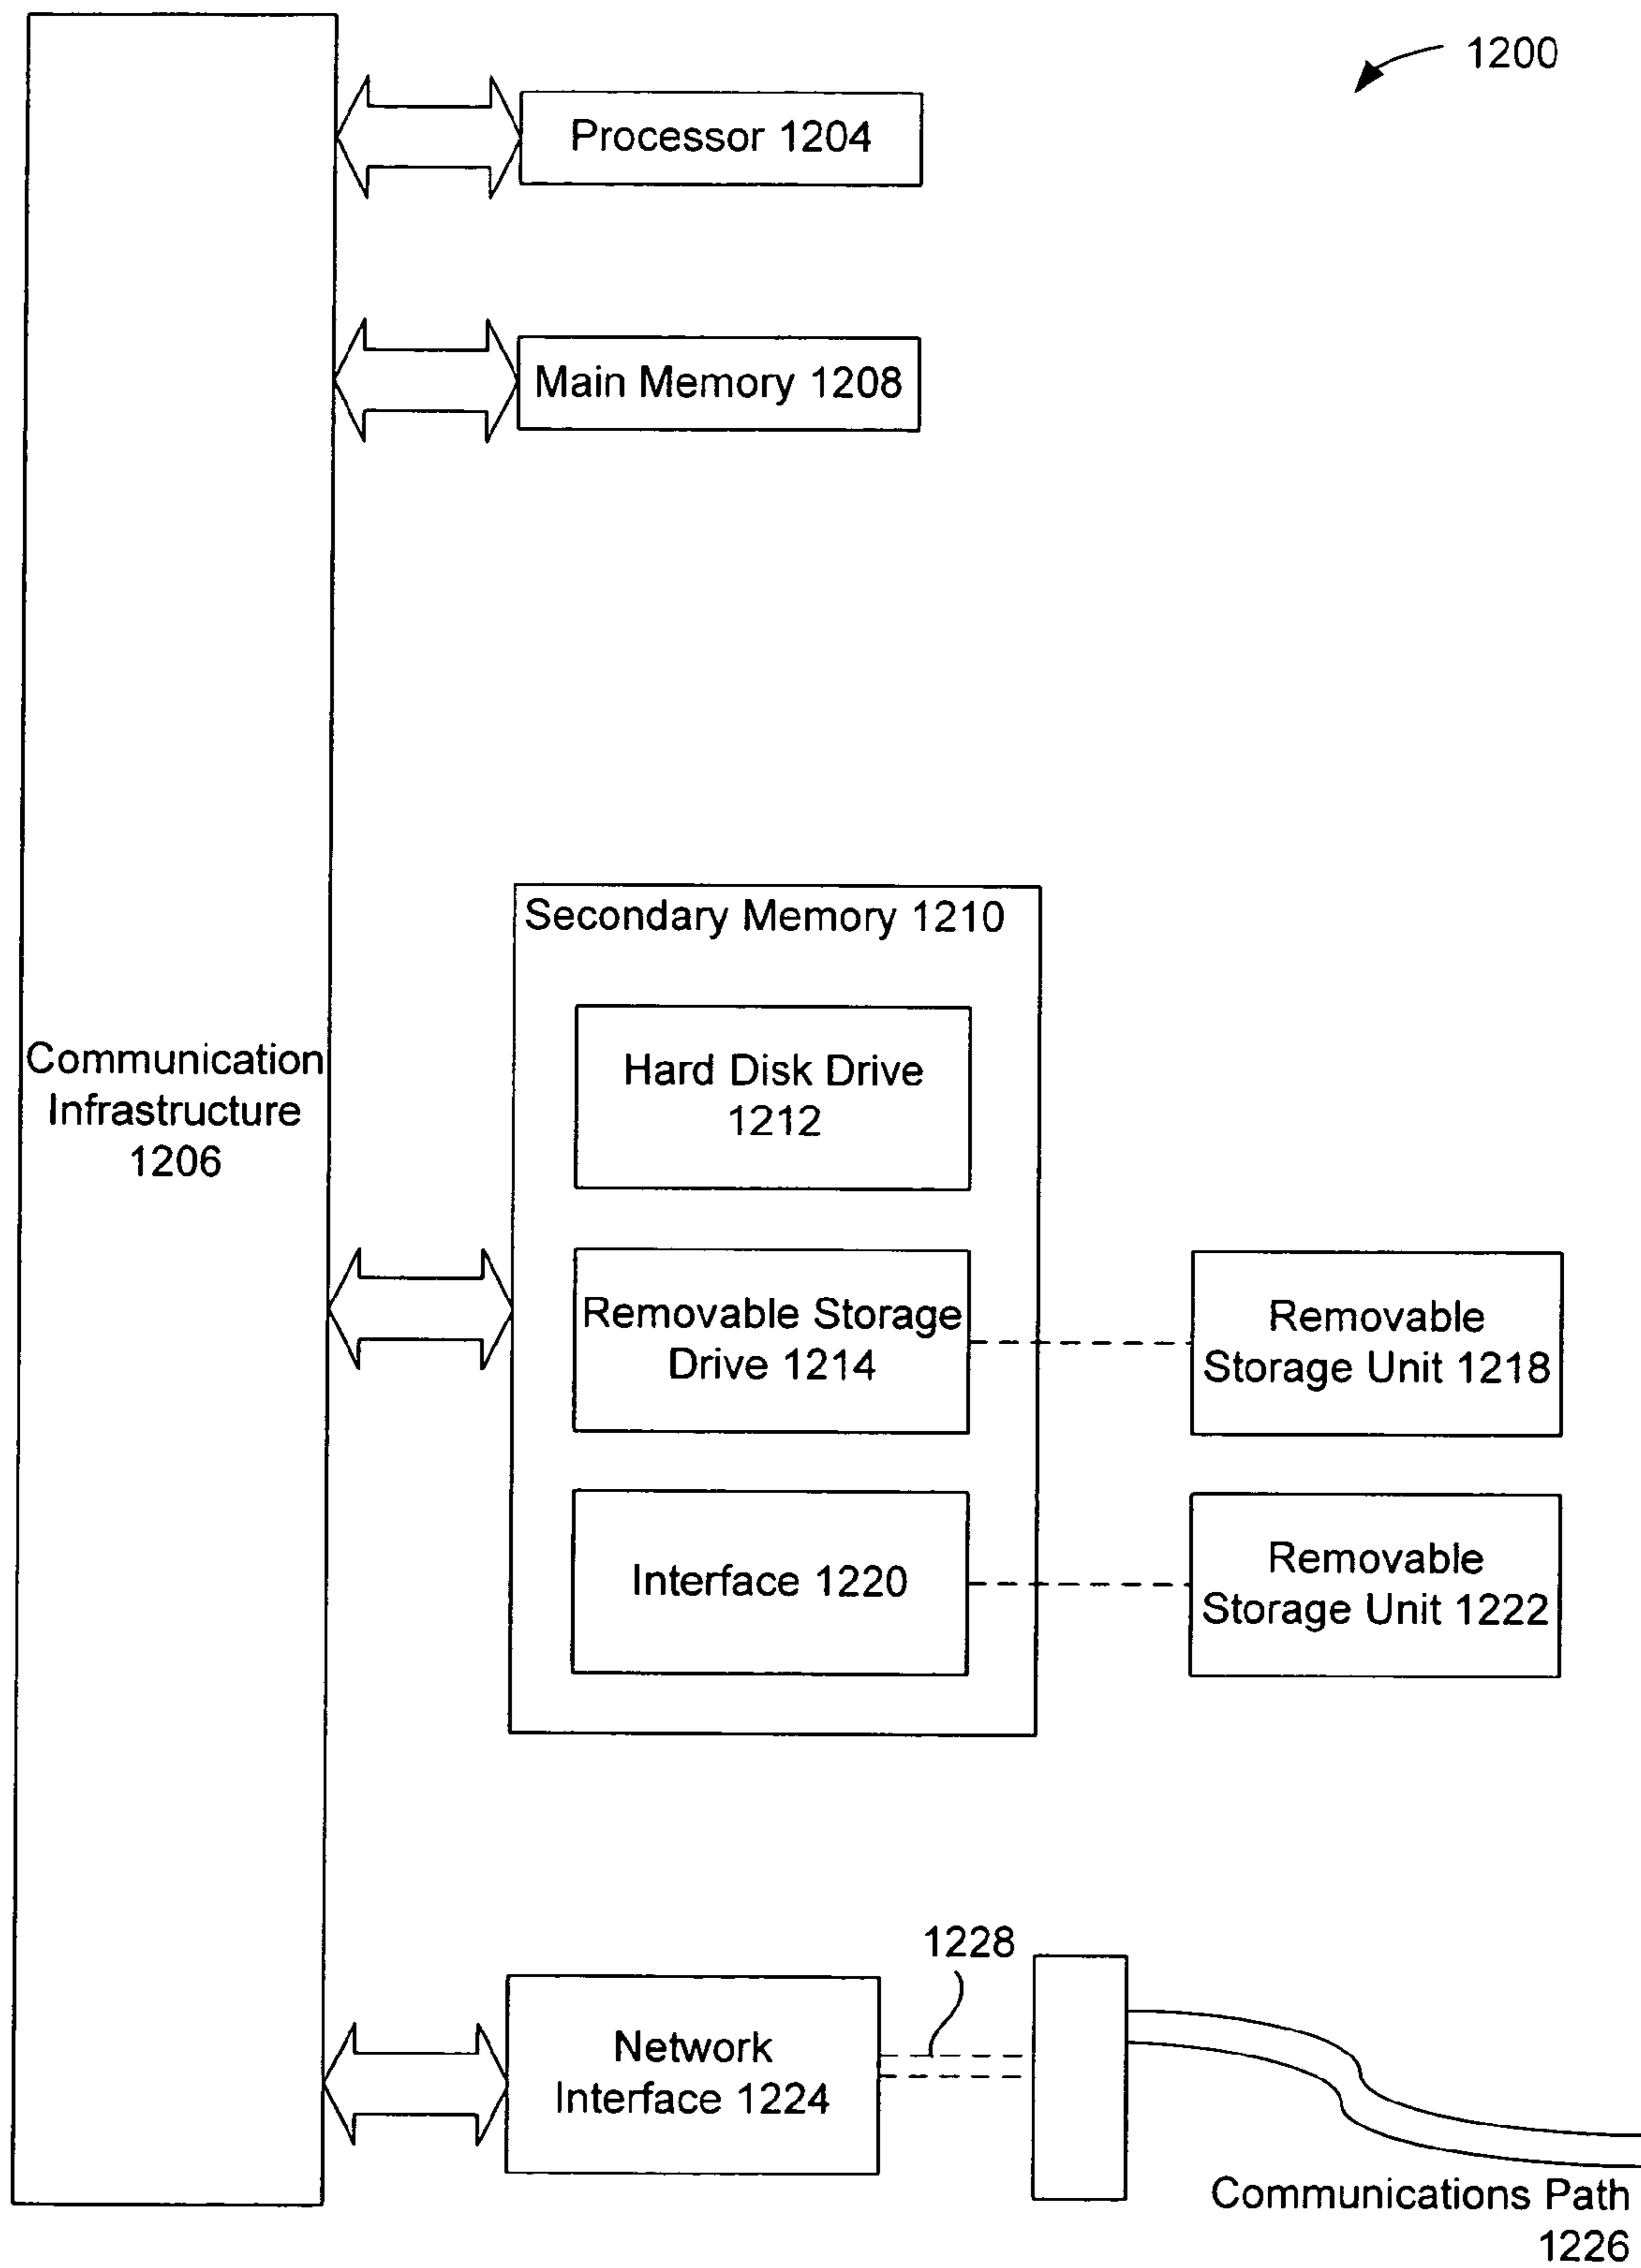 1200
Processor 1204
Main Memory 1208
Secondary Memory 1210
Communication
Infrastructure
1206
Hard Disk Drive
1212
Removable Storage
Drive 1214
Removable
Storage Unit 1218
Interface 1220
Removable
Storage Unit 1222
1228
Network
Interface 1224
Communications Path
1226